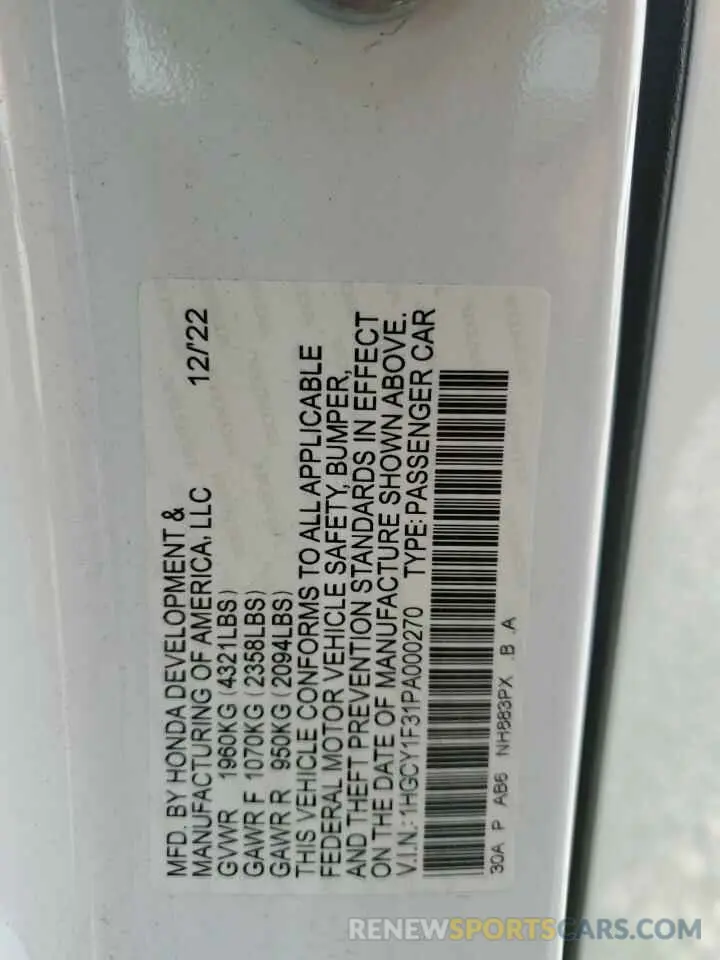 MFD. BY HONDA DEVELOPMENT &
MANUFACTURING OF AMERICA, LLC 12/'22
GVWR 1960KG (4321LBS)
GAWR F 1070KG (2358LBS)
GAWR R 950KG (2094LBS)
THIS VEHICLE CONFORMS TO ALL APPLICABLE
FEDERAL MOTOR VEHICLE SAFETY, BUMPER,
AND THEFT PREVENTION STANDARDS IN EFFECT
ON THE DATE OF MANUFACTURE SHOWN ABOVE.
V.I.N.: 1HGCY1F31PA000270 TYPE: PASSENGER CAR
30A P AB6 NH883PX .B .A
RENEWSPORTSCARS.COM